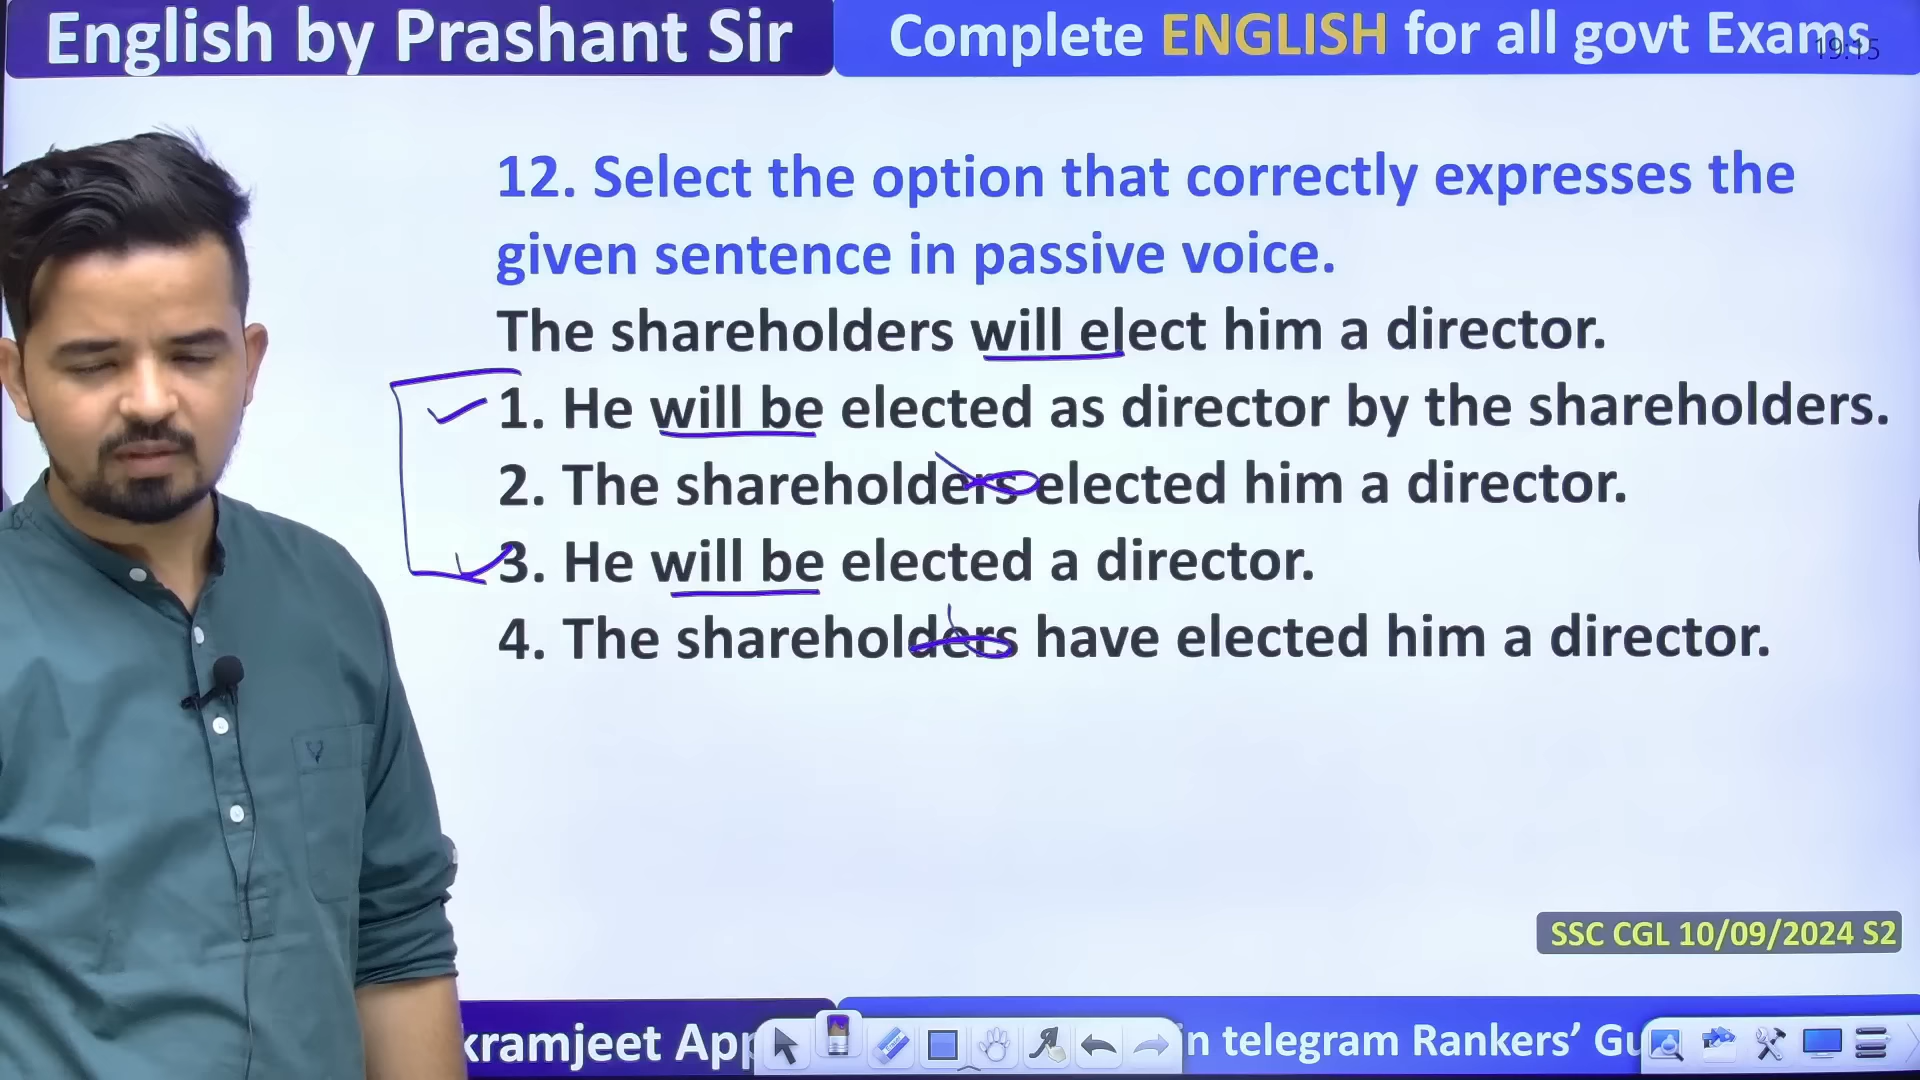 English by Prashant Sir
Complete ENGLISH for all govt Exams
19:15
12. Select the option that correctly expresses the
given sentence in passive voice.
The shareholders will elect him a director.
1. He will be elected as director by the shareholders.
2. The shareholders elected him a director.
3. He will be elected a director.
4. The shareholders have elected him a director.
SSC CGL 10/09/2024 S2
kramjeet App
in telegram Rankers’ Gu